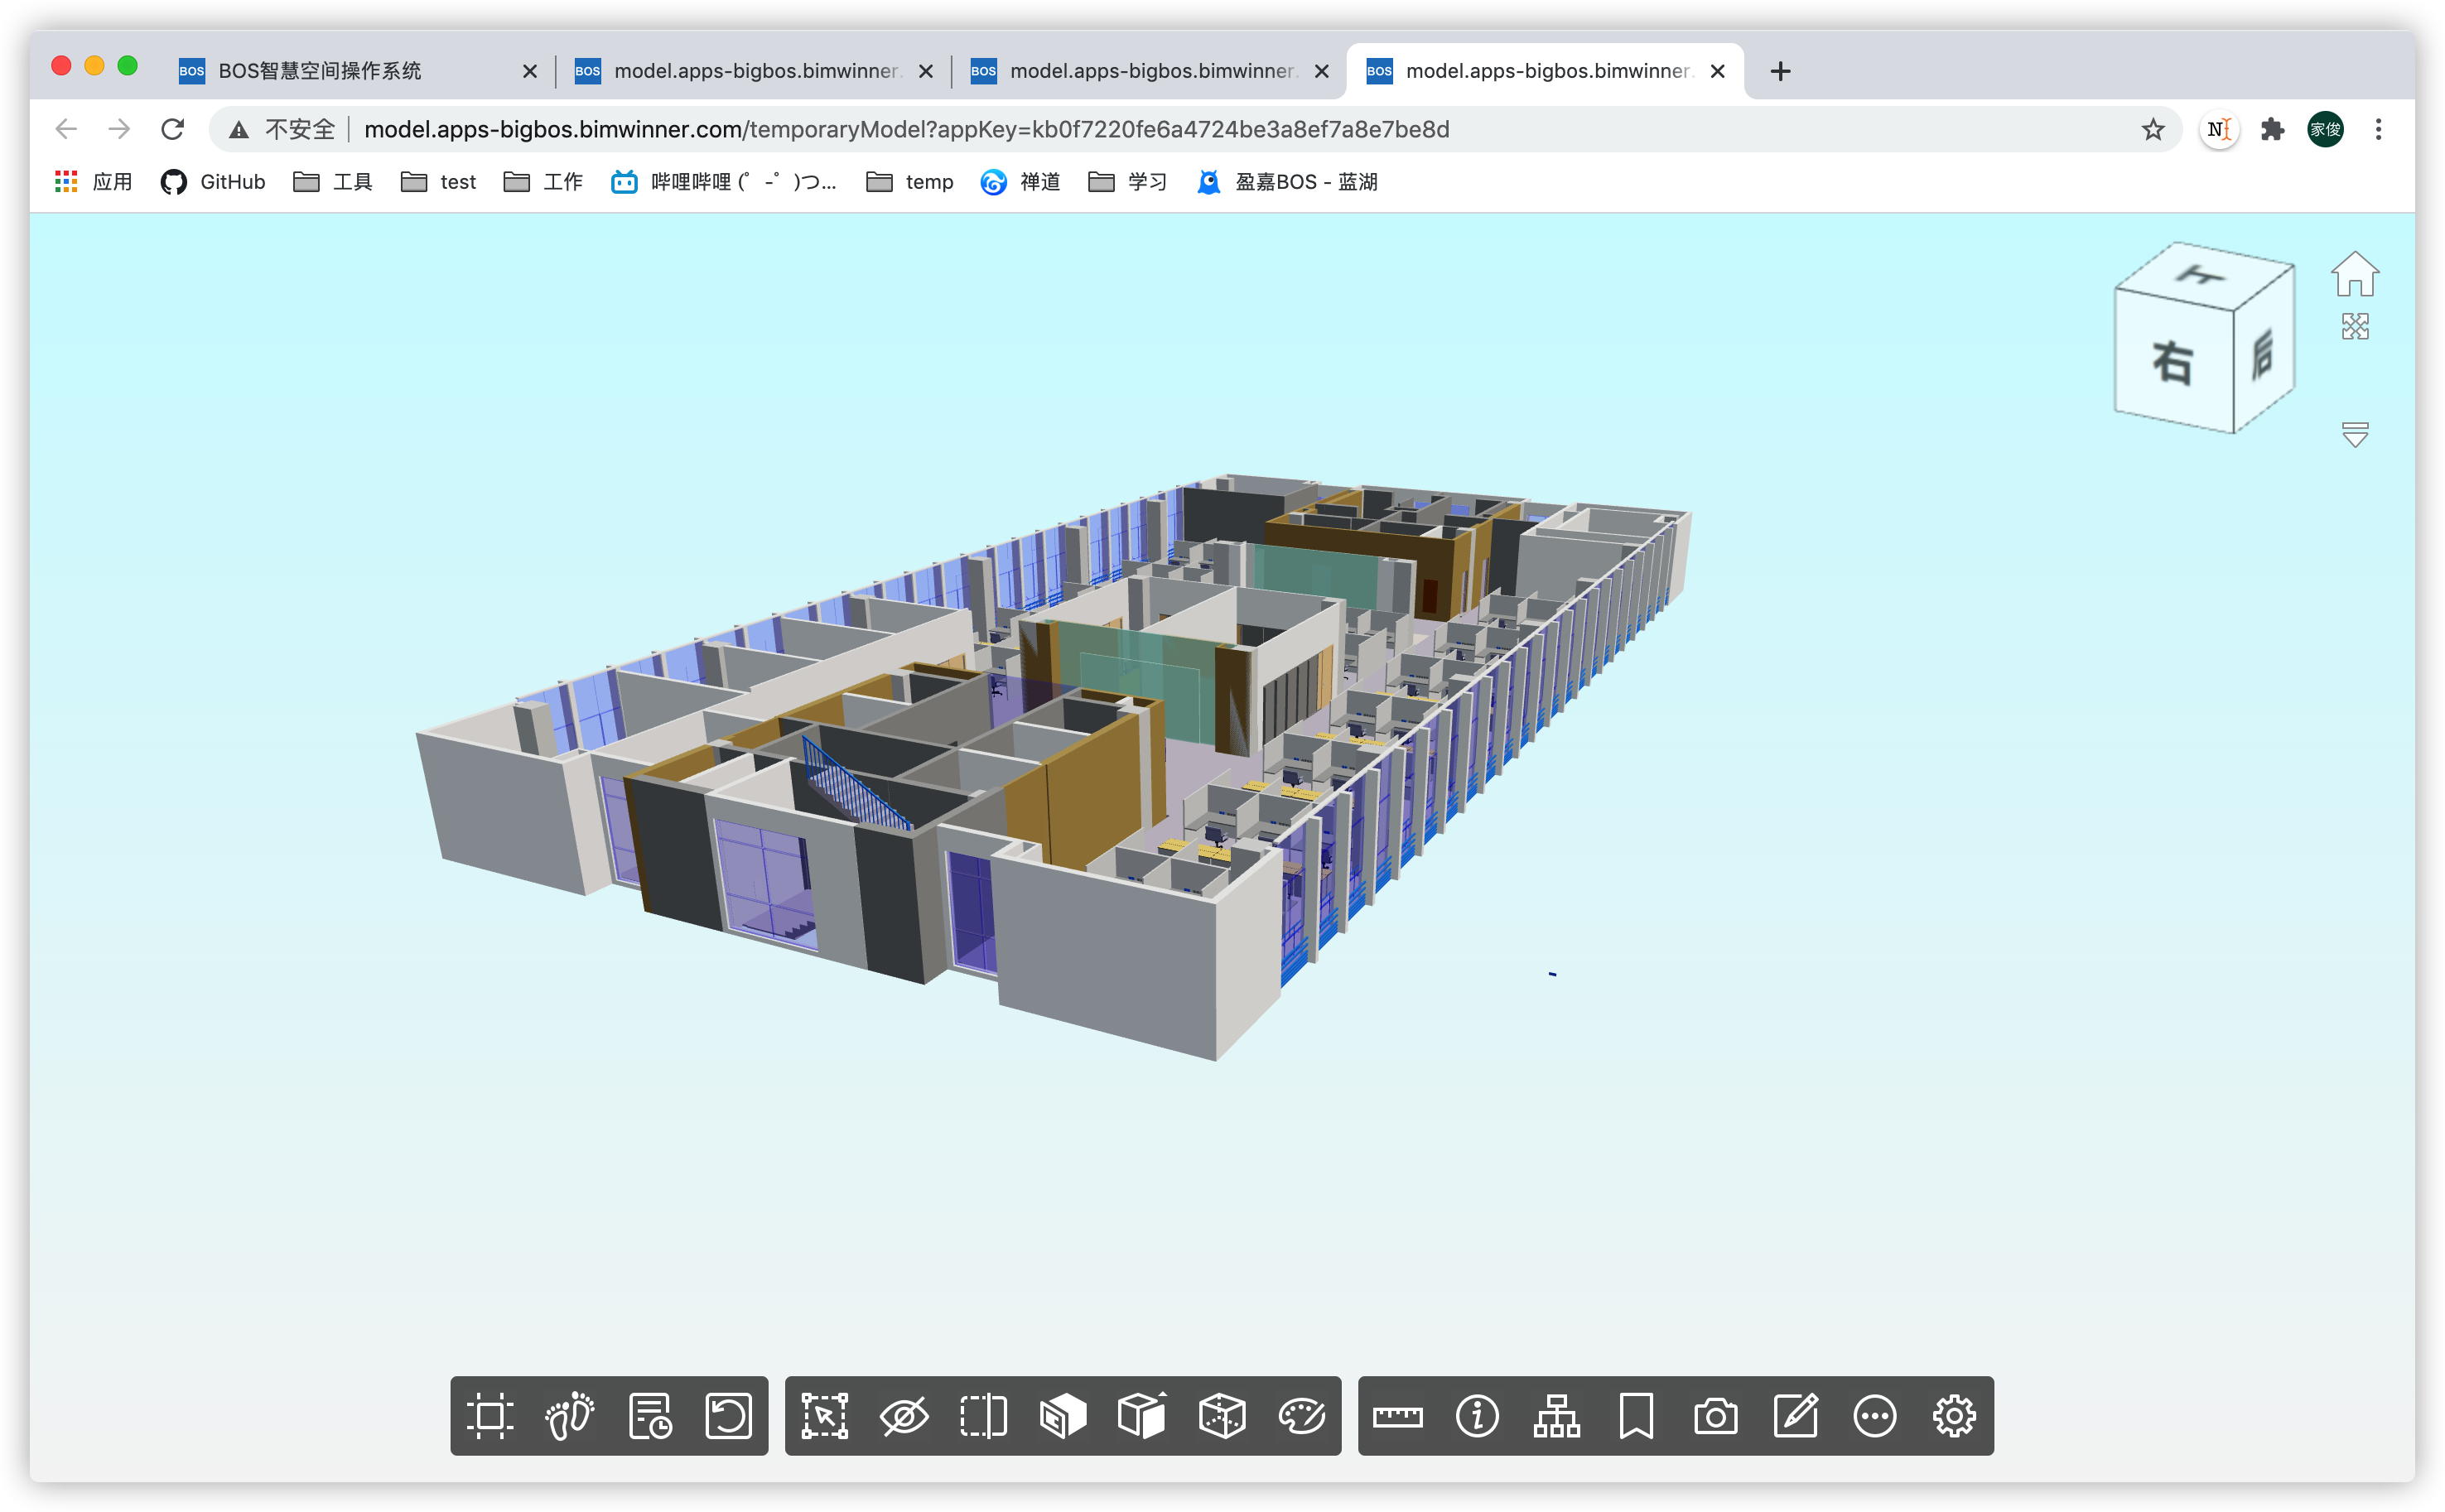 BOS BOS智慧空间操作系统 BOS model.apps-bigbos.bimwinner. BOS model.apps-bigbos.bimwinner. BOS model.apps-bigbos.bimwinner.
不安全 model.apps-bigbos.bimwinner.com/temporaryModel?appKey=kb0f7220fe6a4724be3a8ef7a8e7be8d 家俊
应用 GitHub 工具 test 工作 哔哩哔哩 (゜-゜)つ... temp 禅道 学习 盈嘉BOS - 蓝湖
上
右 后